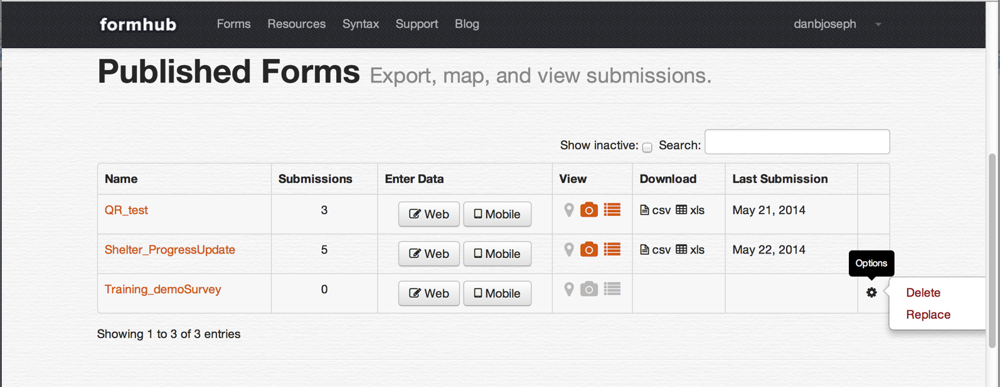 formhub Forms Resources Syntax Support Blog danbjoseph
Published Forms Export, map, and view submissions.
Show inactive: Search:
Name Submissions Enter Data View Download Last Submission
QR_test 3 Web Mobile csv xls May 21, 2014
Shelter_ProgressUpdate 5 Web Mobile csv xls May 22, 2014
Options
Training_demoSurvey 0 Web Mobile
Delete
Replace
Showing 1 to 3 of 3 entries